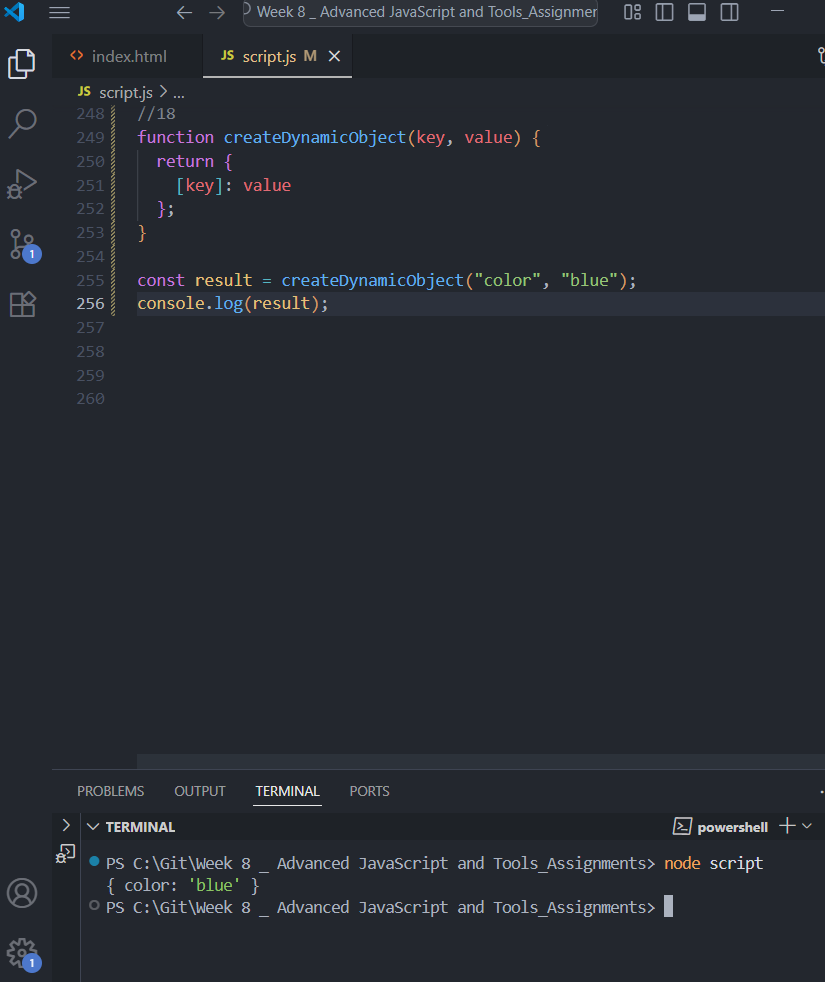 Week 8 _ Advanced JavaScript and Tools_Assignmen
index.html
JS script.js M
JS script.js > ...
248 //18
249 function createDynamicObject(key, value) {
250 return {
251 [key]: value
252 };
253 }
254
255 const result = createDynamicObject("color", "blue");
256 console.log(result);
257
258
259
260
1
PROBLEMS OUTPUT TERMINAL PORTS
TERMINAL powershell
PS C:\Git\Week 8 _ Advanced JavaScript and Tools_Assignments> node script
{ color: 'blue' }
PS C:\Git\Week 8 _ Advanced JavaScript and Tools_Assignments>
1